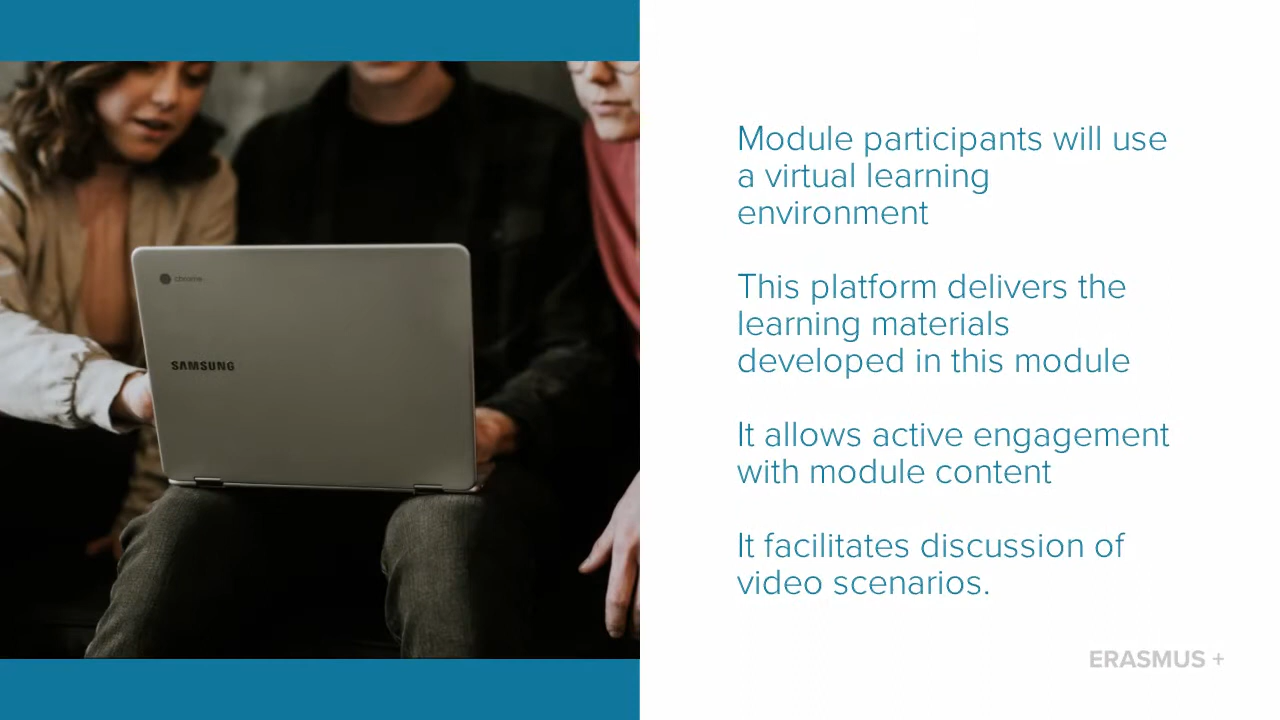 chrome
SAMSUNG
Module participants will use
a virtual learning
environment
This platform delivers the
learning materials
developed in this module
It allows active engagement
with module content
It facilitates discussion of
video scenarios.
ERASMUS +